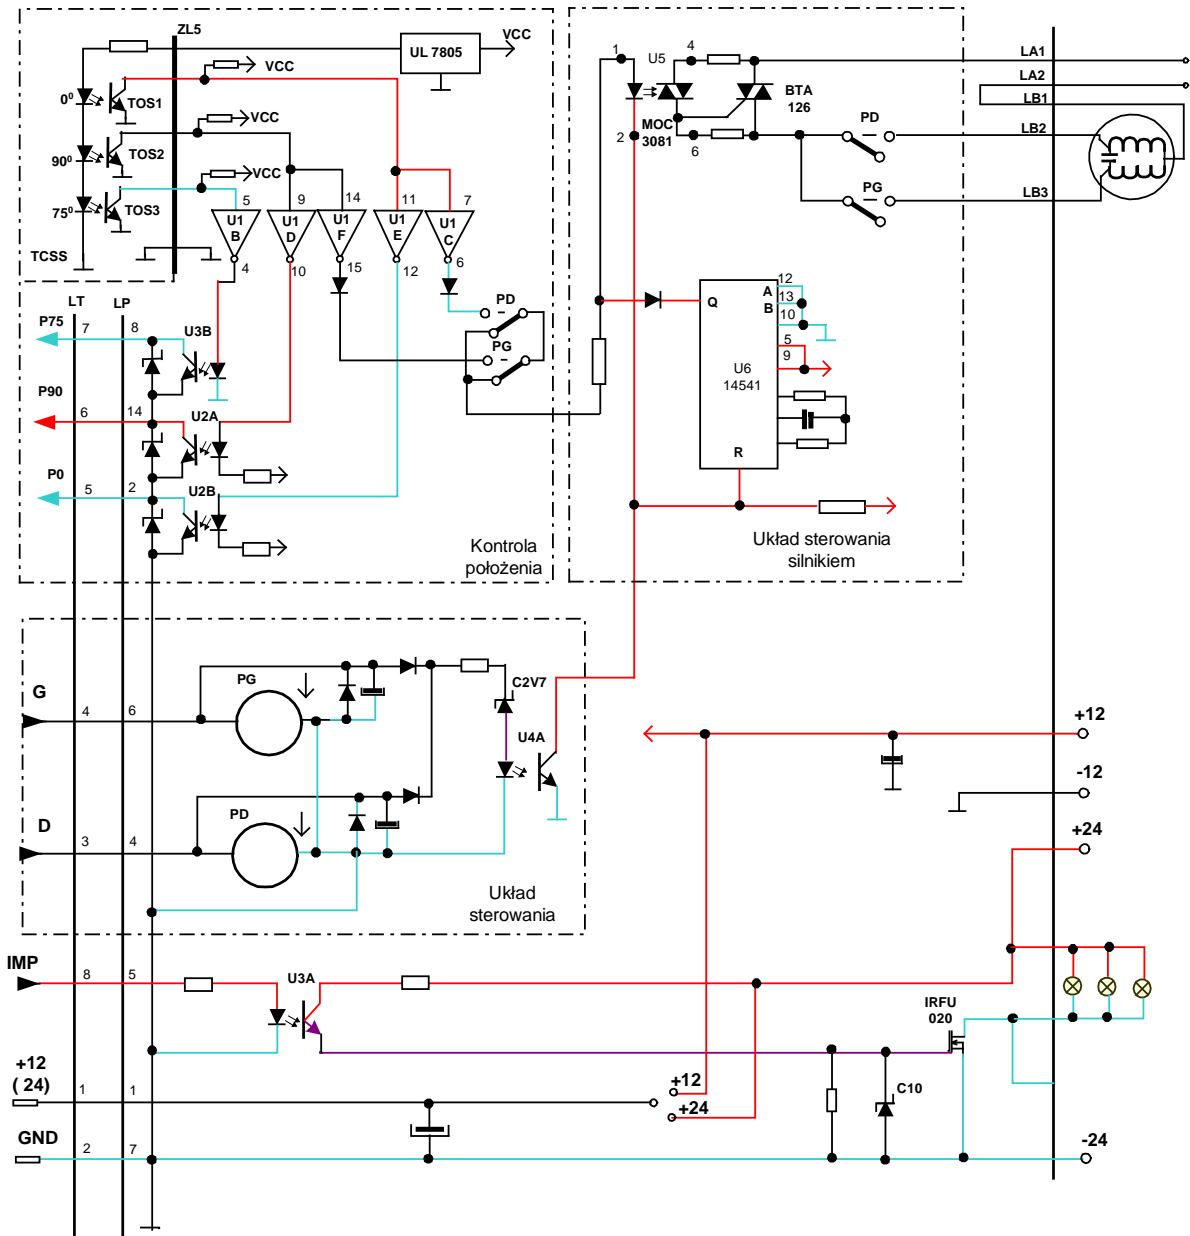 ZL5
VCC
UL 7805
VCC
0⁰
TOS1
VCC
90⁰
TOS2
VCC
75⁰
TOS3
TCSS
5
9
14
11
7
U1
B
U1
D
U1
F
U1
E
U1
C
4
10
15
12
6
1
U5
4
2
MOC
3081
6
BTA
126
PD
PG
LA1
LA2
LB1
LB2
LB3
LT
LP
P75
7
8
U3B
P90
6
14
U2A
P0
5
2
U2B
PD
PG
Kontrola
położenia
Q
A
B
12
13
10
5
9
U6
14541
R
Układ sterowania
silnikiem
G
4
6
PG
C2V7
U4A
D
3
4
PD
Układ
sterowania
+12
-12
+24
IMP
8
5
U3A
IRFU
020
+12
( 24)
1
1
+12
+24
C10
GND
2
7
-24